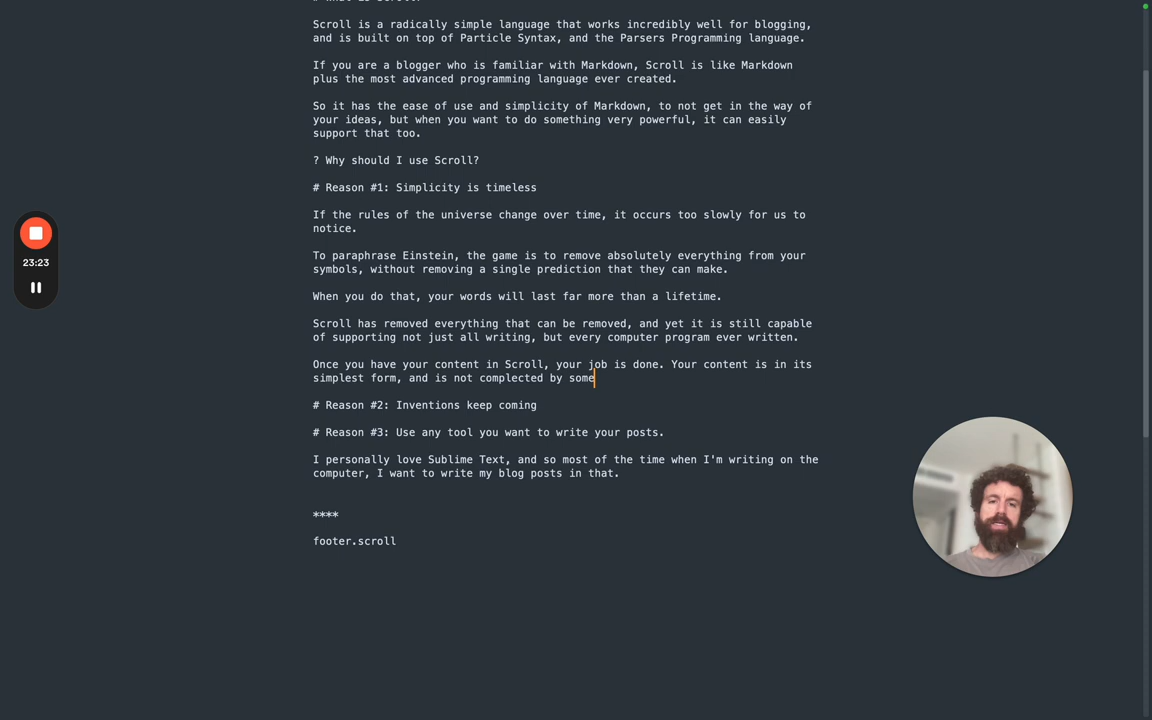 Scroll is a radically simple language that works incredibly well for blogging,
and is built on top of Particle Syntax, and the Parsers Programming language.
If you are a blogger who is familiar with Markdown, Scroll is like Markdown
plus the most advanced programming language ever created.
So it has the ease of use and simplicity of Markdown, to not get in the way of
your ideas, but when you want to do something very powerful, it can easily
support that too.
? Why should I use Scroll?
# Reason #1: Simplicity is timeless
If the rules of the universe change over time, it occurs too slowly for us to
notice.
To paraphrase Einstein, the game is to remove absolutely everything from your
symbols, without removing a single prediction that they can make.
When you do that, your words will last far more than a lifetime.
Scroll has removed everything that can be removed, and yet it is still capable
of supporting not just all writing, but every computer program ever written.
Once you have your content in Scroll, your job is done. Your content is in its
simplest form, and is not complected by some
# Reason #2: Inventions keep coming
# Reason #3: Use any tool you want to write your posts.
I personally love Sublime Text, and so most of the time when I'm writing on the
computer, I want to write my blog posts in that.
****
footer.scroll
23:23